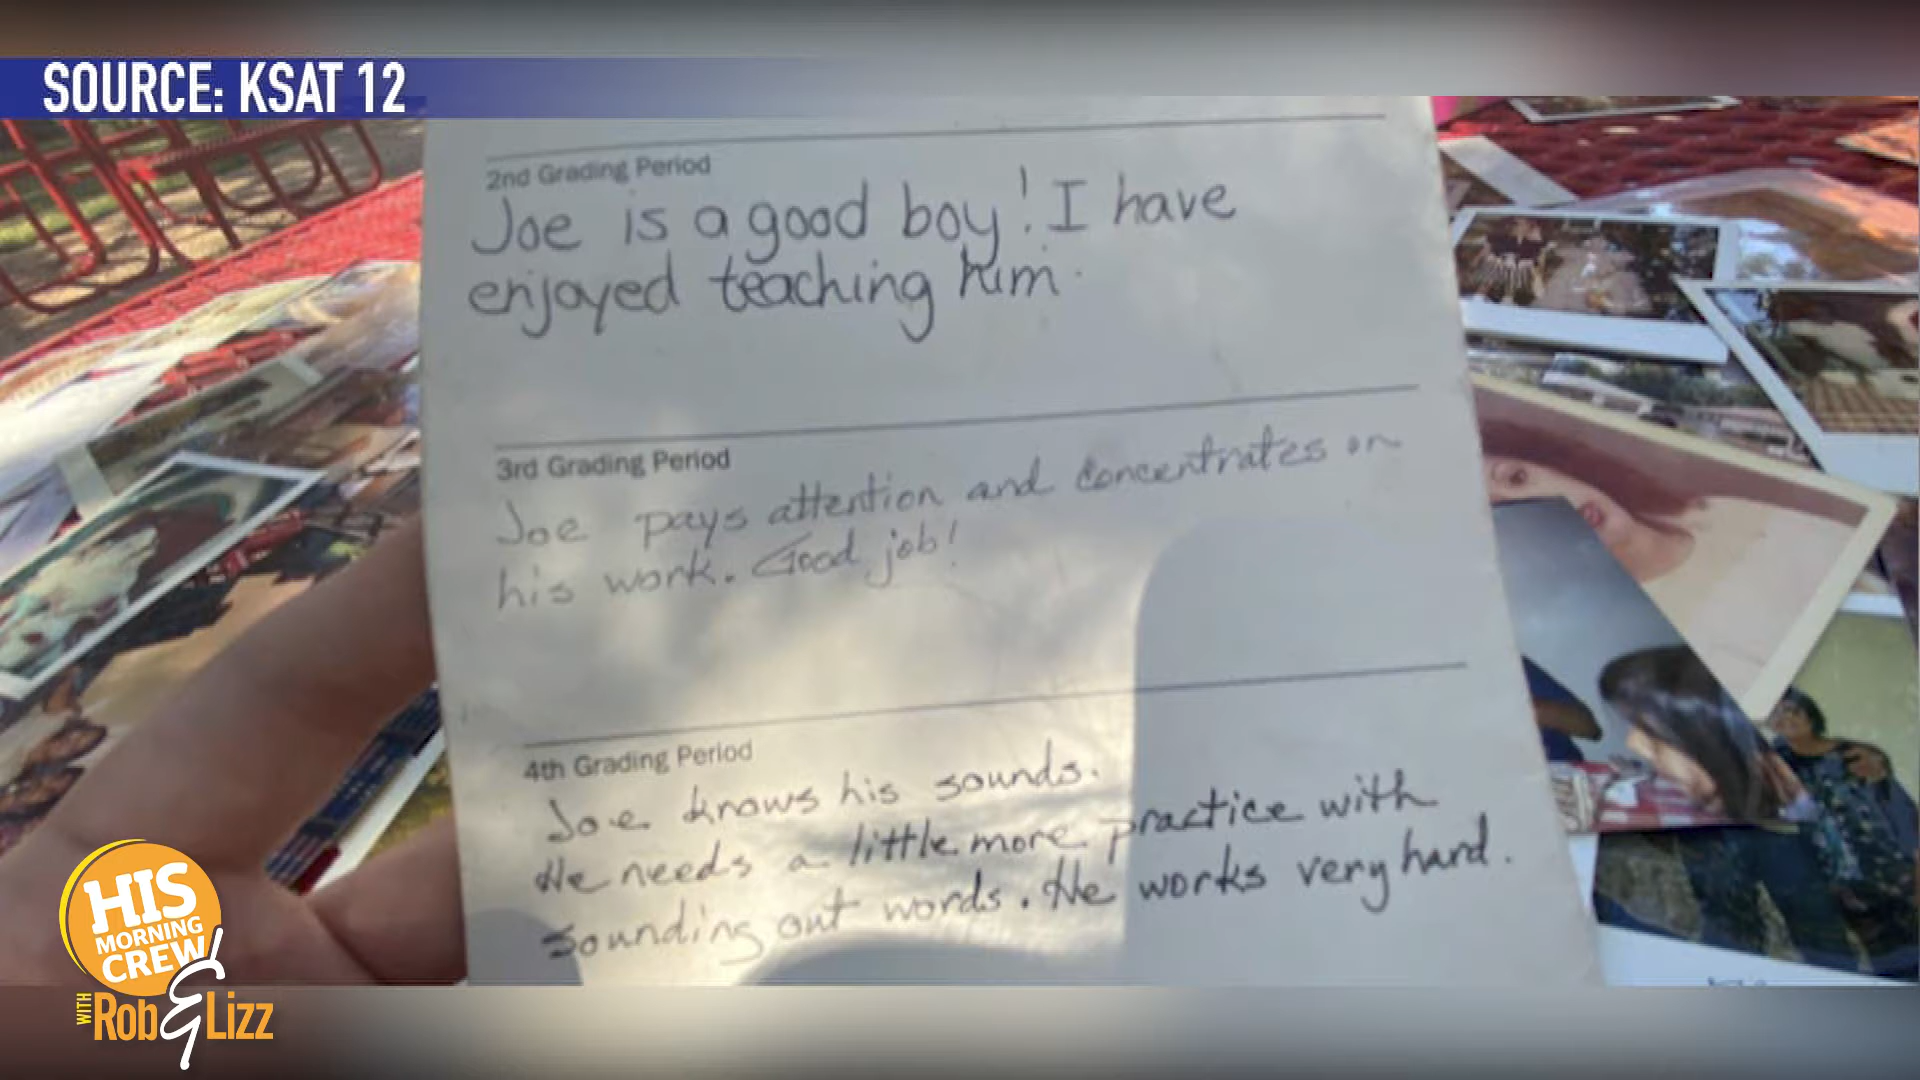 SOURCE: KSAT 12
2nd Grading Period
Joe is a good boy! I have
enjoyed teaching him.
3rd Grading Period
Joe pays attention and concentrates on
his work. Good job!
4th Grading Period
Joe knows his sounds.
He needs a little more practice with
sounding out words. He works very hard.
HIS
MORNING
CREW
WITH Rob & Lizz